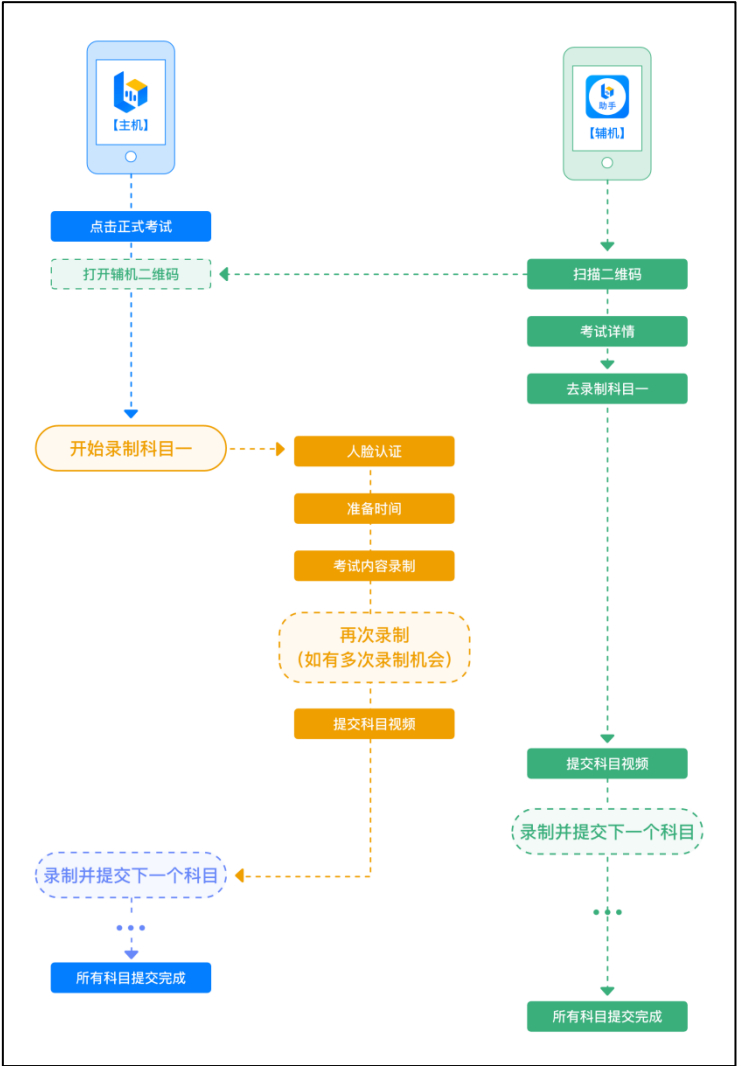 【主机】
助手
【辅机】
点击正式考试
打开辅机二维码
扫描二维码
考试详情
去录制科目一
开始录制科目一
人脸认证
准备时间
考试内容录制
再次录制
（如有多次录制机会）
提交科目视频
提交科目视频
录制并提交下一个科目
录制并提交下一个科目
所有科目提交完成
所有科目提交完成